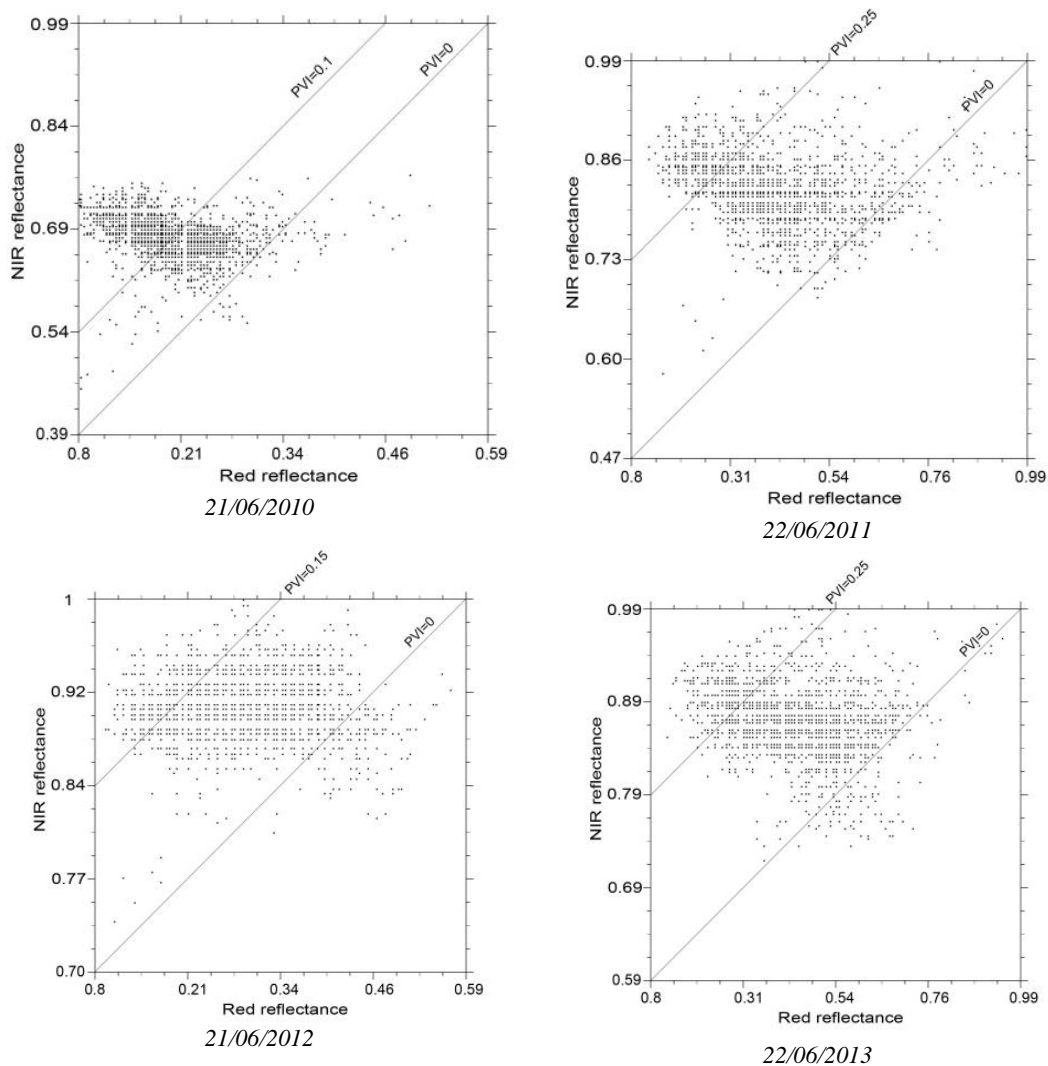 0.99
0.84
0.69
0.54
0.39
NIR reflectance
PVI=0.1
PVI=0
0.8 0.21 0.34 0.46 0.59
Red reflectance
21/06/2010
0.99
0.86
0.73
0.60
0.47
NIR reflectance
PVI=0.25
PVI=0
0.8 0.31 0.54 0.76 0.99
Red reflectance
22/06/2011
1
0.92
0.84
0.77
0.70
NIR reflectance
PVI=0.15
PVI=0
0.8 0.21 0.34 0.46 0.59
Red reflectance
21/06/2012
0.99
0.89
0.79
0.69
0.59
NIR reflectance
PVI=0.25
PVI=0
0.8 0.31 0.54 0.76 0.99
Red reflectance
22/06/2013